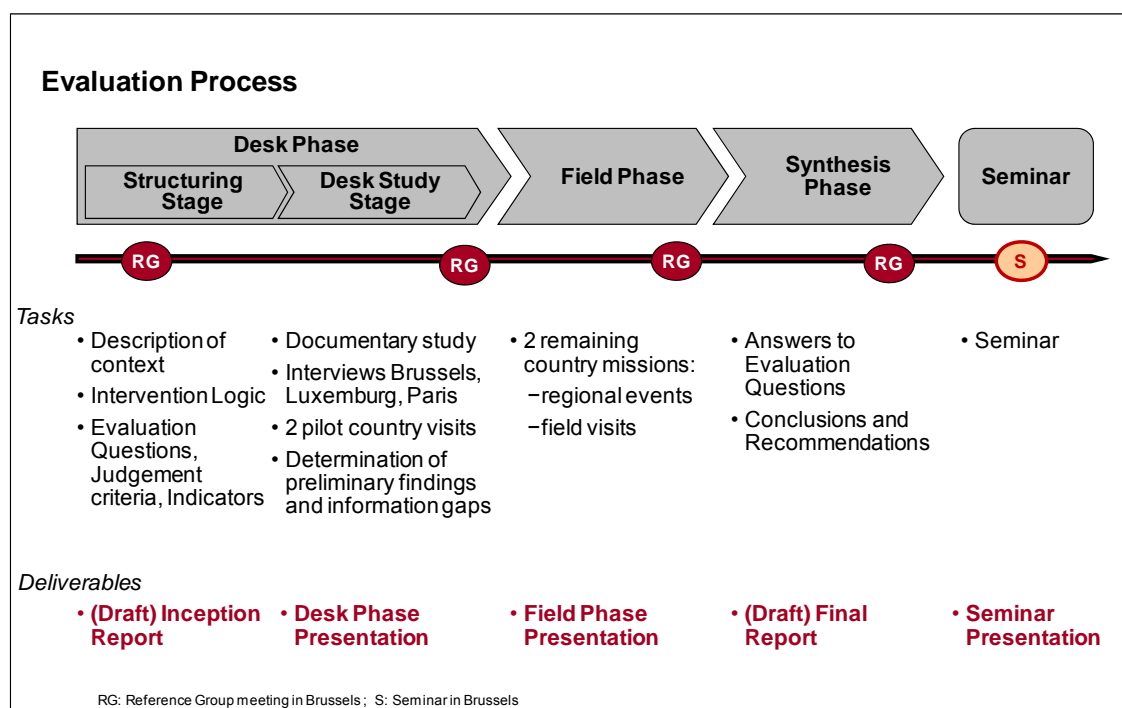 Evaluation Process
Desk Phase
Structuring
Stage
Desk Study
Stage
Field Phase
Synthesis
Phase
Seminar
RG
RG
RG
RG
S
Tasks
• Description of
context
• Intervention Logic
• Evaluation
Questions,
Judgement
criteria, Indicators
• Documentary study
• Interviews Brussels,
Luxemburg, Paris
• 2 pilot country visits
• Determination of
preliminary findings
and information gaps
• 2 remaining
country missions:
−regional events
−field visits
• Answers to
Evaluation
Questions
• Conclusions and
Recommendations
• Seminar
Deliverables
• (Draft) Inception
Report
• Desk Phase
Presentation
• Field Phase
Presentation
• (Draft) Final
Report
• Seminar
Presentation
RG: Reference Group meeting in Brussels ; S: Seminar in Brussels